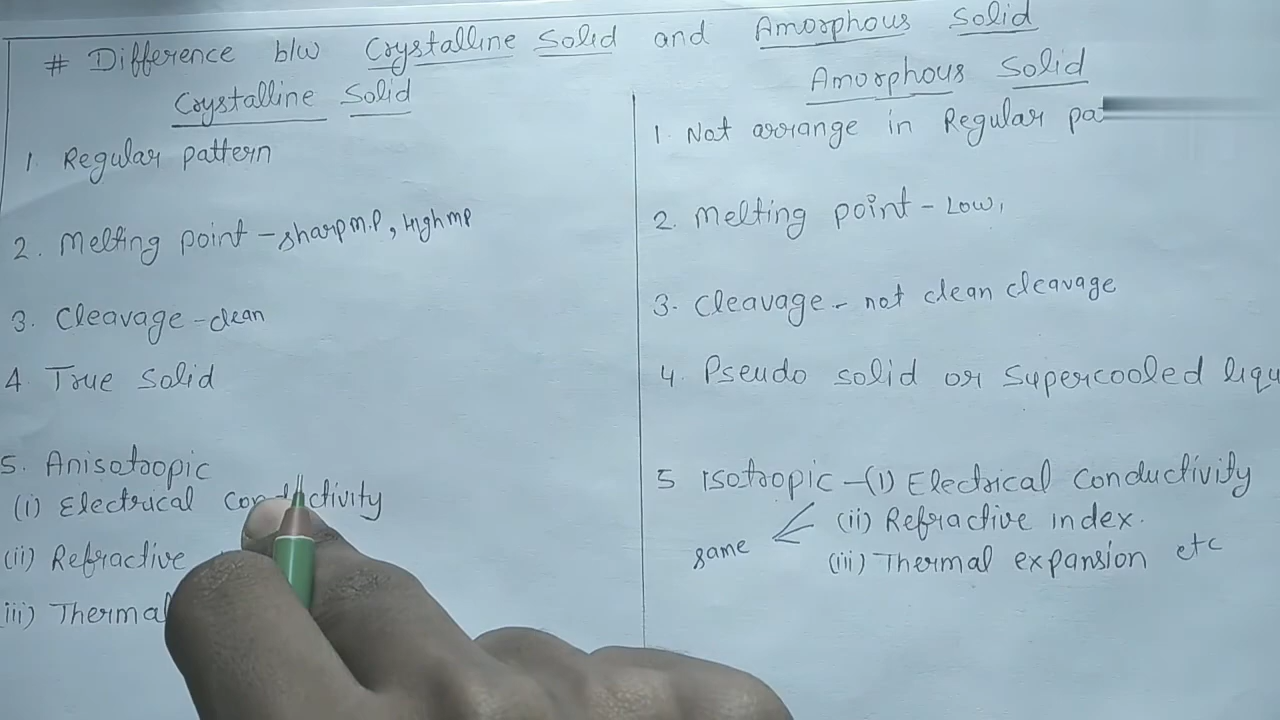 # Difference b/w Crystalline Solid and Amorphous Solid
Crystalline Solid
1. Regular pattern
2. Melting point - sharp m.p, High mp
3. Cleavage - clean
4. True Solid
5. Anisotropic
(i) Electrical conductivity
(ii) Refractive
(iii) Thermal
Amorphous Solid
1. Not arrange in Regular
2. Melting point - Low,
3. Cleavage - not clean cleavage
4. Pseudo solid or supercooled
5 Isotropic - (i) Electrical Conductivity
(ii) Refractive index.
same
(iii) Thermal expansion etc